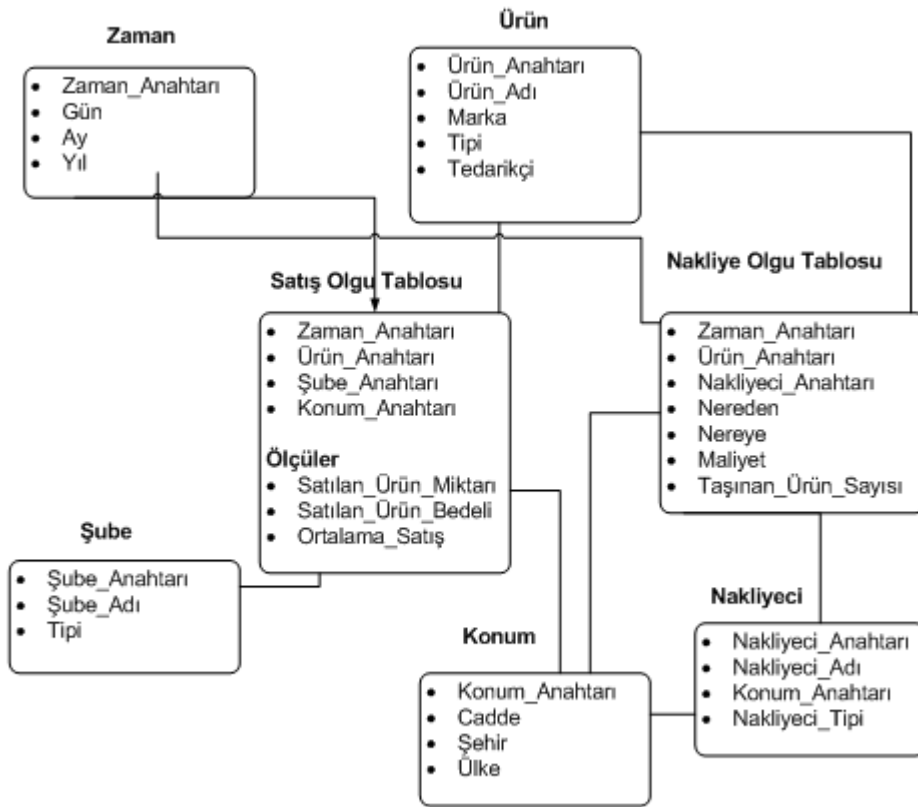 Zaman
• Zaman_Anahtarı
• Gün
• Ay
• Yıl
Ürün
• Ürün_Anahtarı
• Ürün_Adı
• Marka
• Tipi
• Tedarikçi
Satış Olgu Tablosu
• Zaman_Anahtarı
• Ürün_Anahtarı
• Şube_Anahtarı
• Konum_Anahtarı
Ölçüler
• Satılan_Ürün_Miktarı
• Satılan_Ürün_Bedeli
• Ortalama_Satış
Nakliye Olgu Tablosu
• Zaman_Anahtarı
• Ürün_Anahtarı
• Nakliyeci_Anahtarı
• Nereden
• Nereye
• Maliyet
• Taşınan_Ürün_Sayısı
Şube
• Şube_Anahtarı
• Şube_Adı
• Tipi
Konum
• Konum_Anahtarı
• Cadde
• Şehir
• Ülke
Nakliyeci
• Nakliyeci_Anahtarı
• Nakliyeci_Adı
• Konum_Anahtarı
• Nakliyeci_Tipi